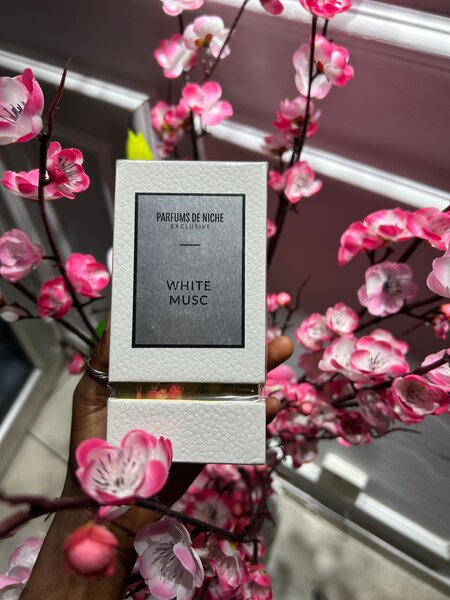 PARFUMS DE NICHE
EXCLUSIVE
WHITE
MUSC